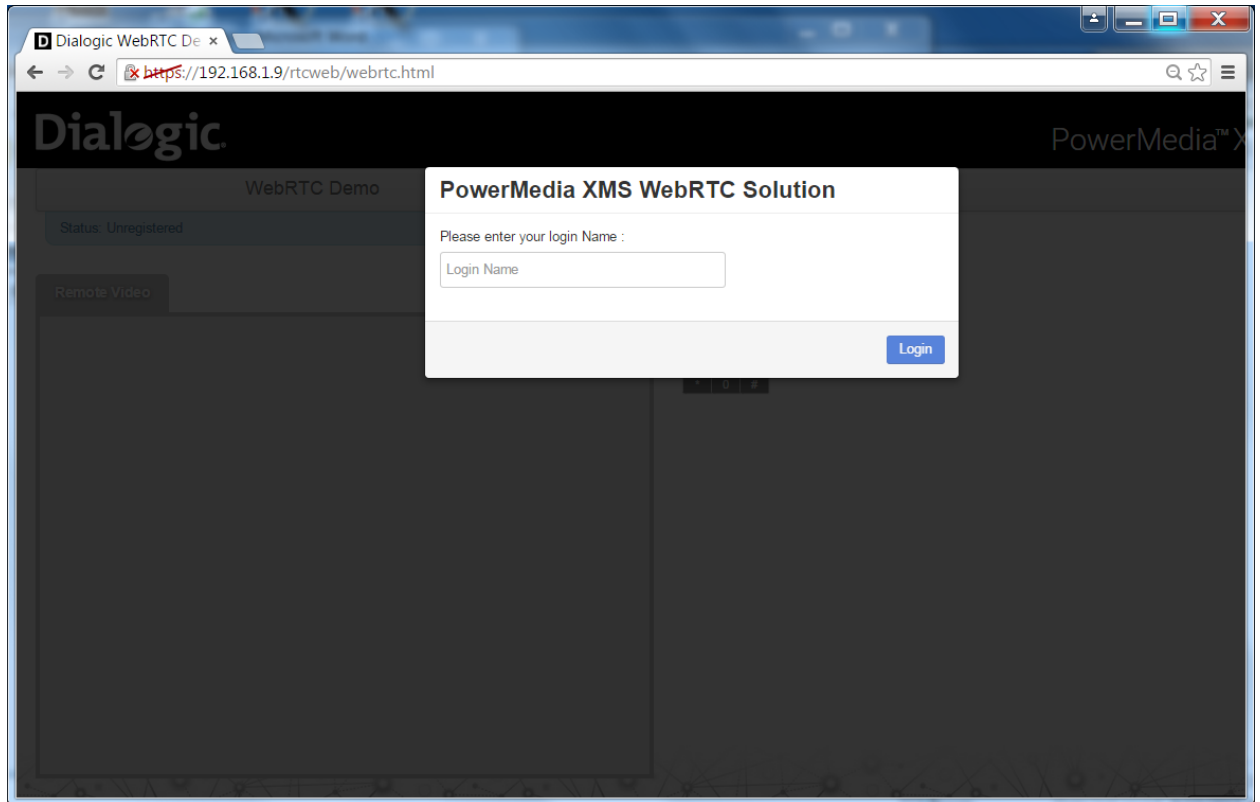 Dialogic WebRTC De
https://192.168.1.9/rtcweb/webrtc.html
Dialogic.
PowerMedia™ X
WebRTC Demo
PowerMedia XMS WebRTC Solution
Status: Unregistered
Please enter your login Name :
Login Name
Remote Video
Login
* 0 #